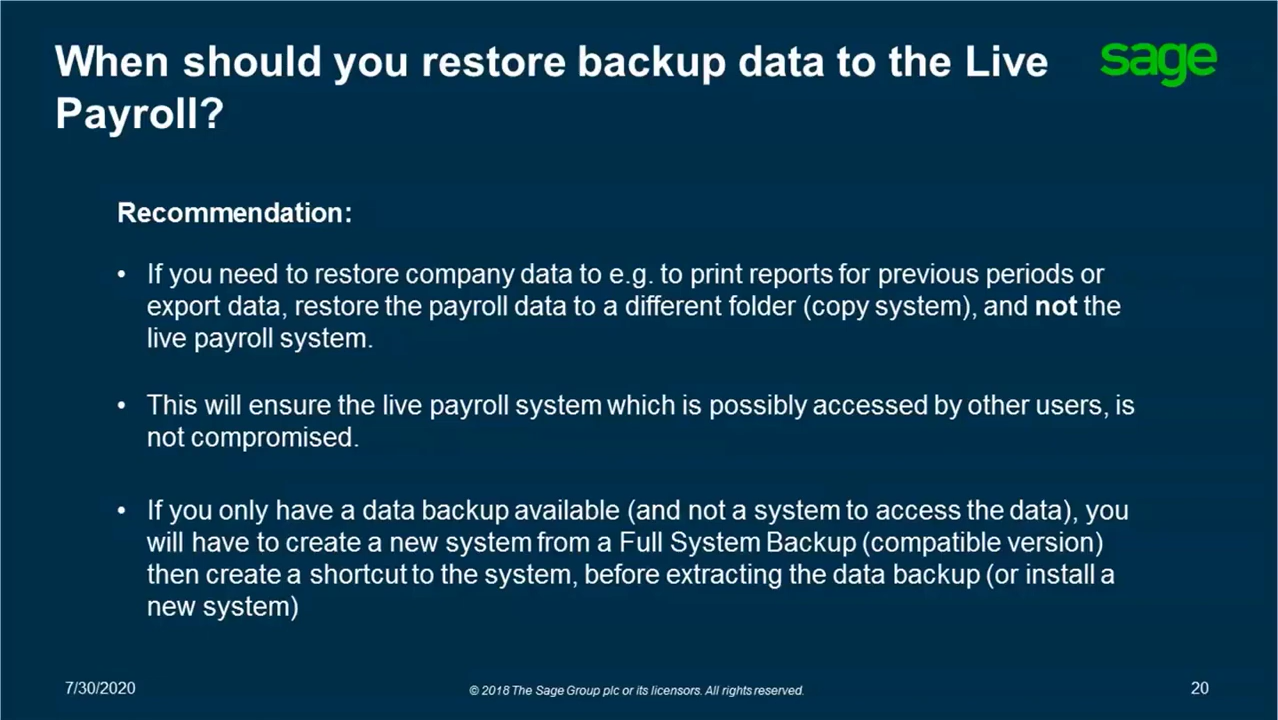 When should you restore backup data to the Live
Payroll?
sage
Recommendation:
• If you need to restore company data to e.g. to print reports for previous periods or
export data, restore the payroll data to a different folder (copy system), and not the
live payroll system.
• This will ensure the live payroll system which is possibly accessed by other users, is
not compromised.
• If you only have a data backup available (and not a system to access the data), you
will have to create a new system from a Full System Backup (compatible version)
then create a shortcut to the system, before extracting the data backup (or install a
new system)
7/30/2020
© 2018 The Sage Group plc or its licensors. All rights reserved.
20